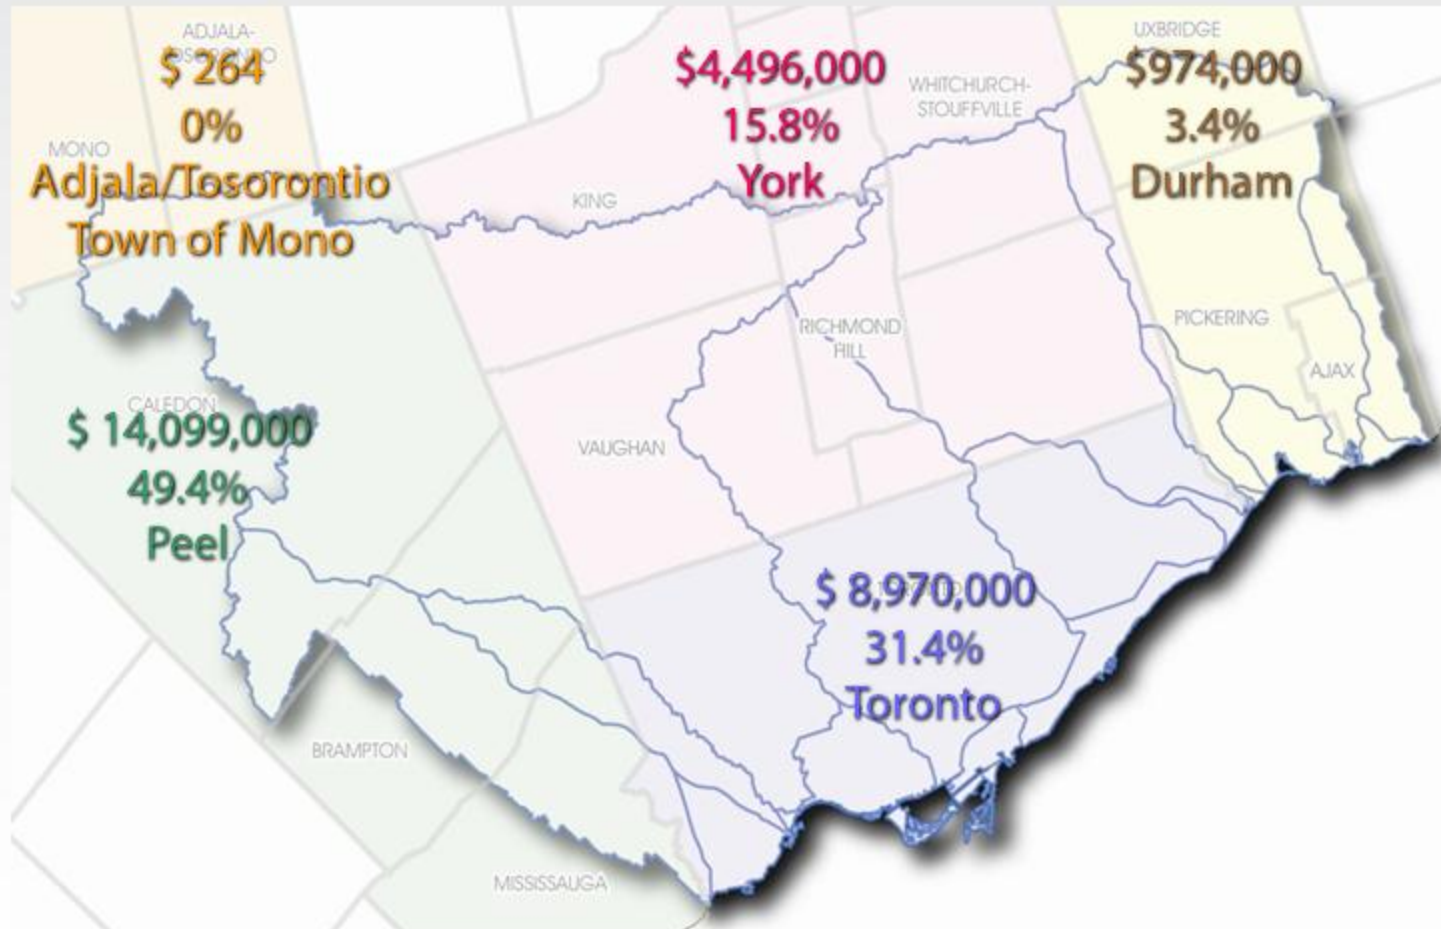 ADJALA-
TOSORONTIO
$ 264
0%
Adjala/Tosorontio
Town of Mono
MONO
$4,496,000
15.8%
York
KING
WHITCHURCH-
STOUFFVILLE
UXBRIDGE
$974,000
3.4%
Durham
PICKERING
AJAX
RICHMOND
HILL
VAUGHAN
CALEDON
$ 14,099,000
49.4%
Peel
$ 8,970,000
31.4%
Toronto
BRAMPTON
MISSISSAUGA